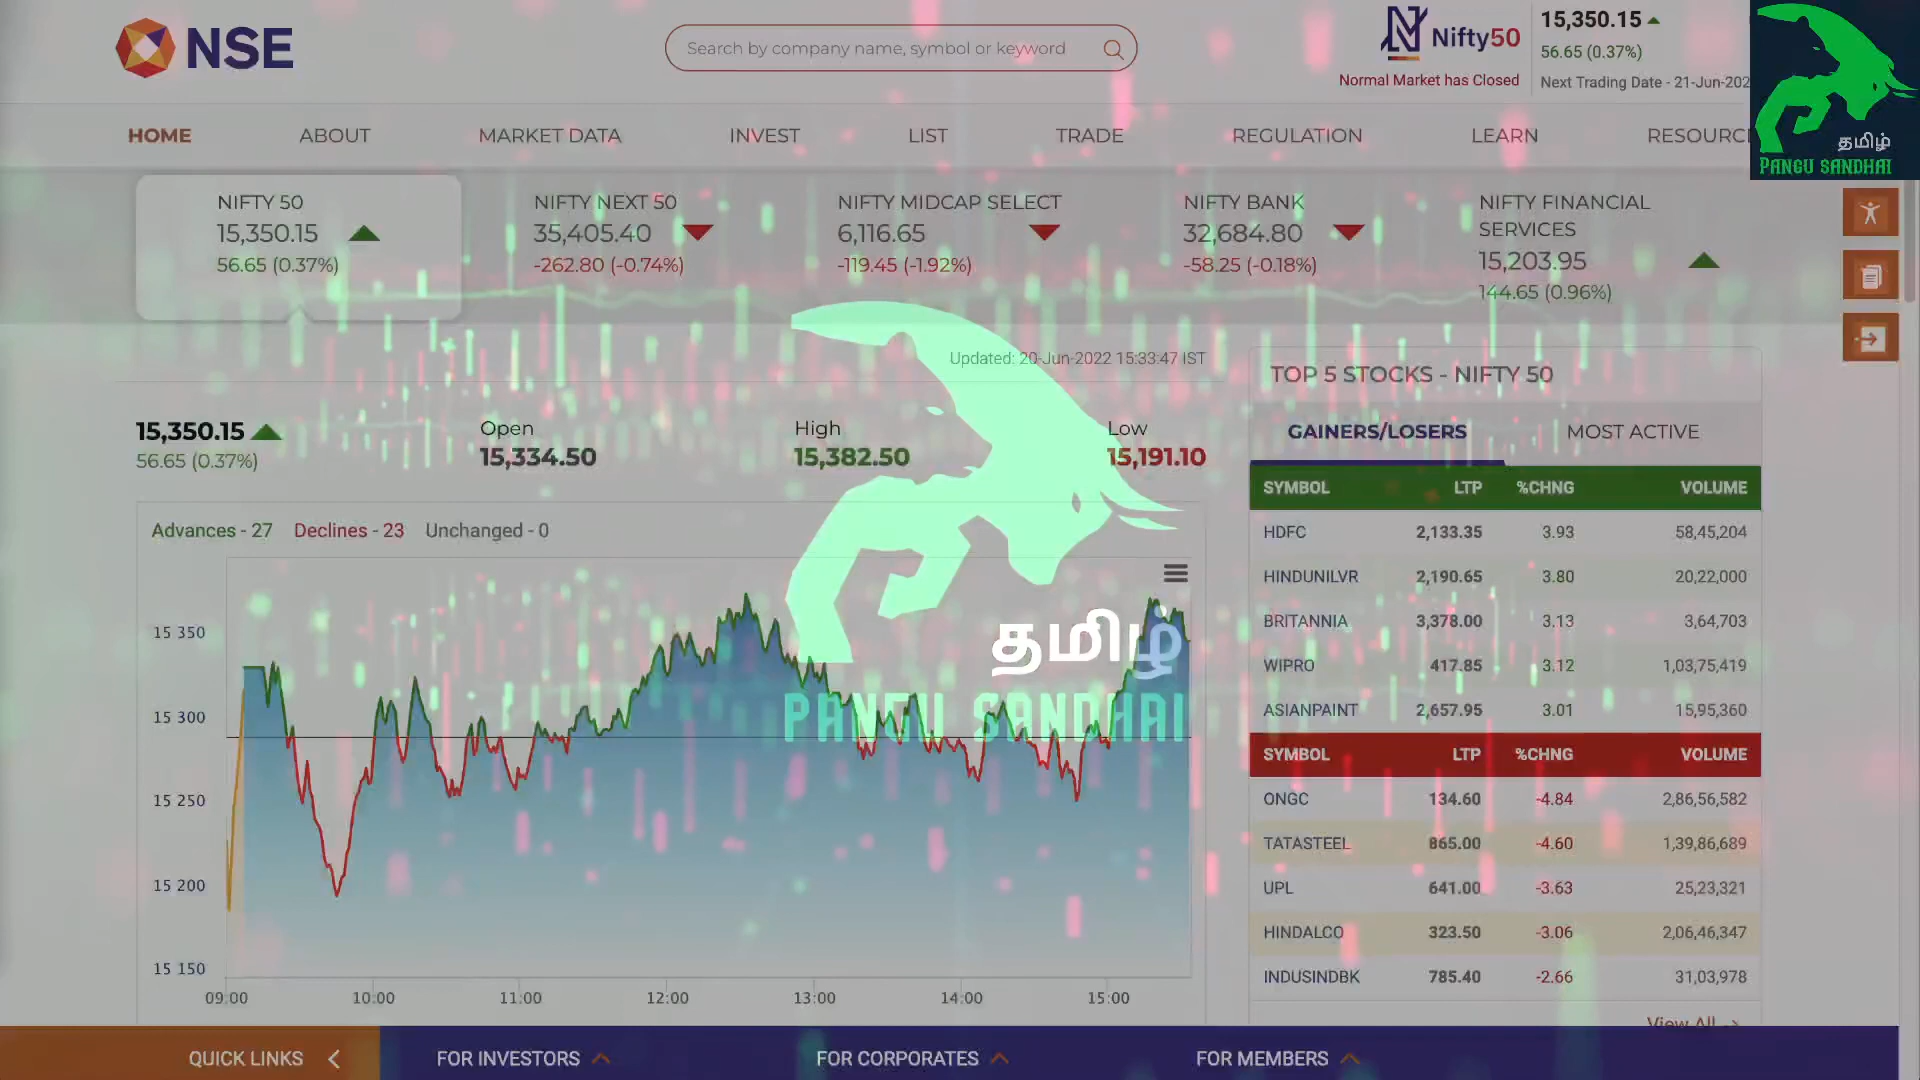 NSE
Search by company name, symbol or keyword
Nifty50
15,350.15
56.65 (0.37%)
Normal Market has Closed
Next Trading Date - 21-Jun-202
தமிழ்
PANGU SANDHAI
HOME ABOUT MARKET DATA INVEST LIST TRADE REGULATION LEARN
NIFTY 50
15,350.15
56.65 (0.37%)
NIFTY NEXT 50
35,405.40
-262.80 (-0.74%)
NIFTY MIDCAP SELECT
6,116.65
-119.45 (-1.92%)
NIFTY BANK
32,684.80
-58.25 (-0.18%)
NIFTY FINANCIAL
SERVICES
15,203.95
144.65 (0.96%)
Updated: 20-Jun-2022 15:33:47 IST
15,350.15
56.65 (0.37%)
Open
15,334.50
High
15,382.50
Low
15,191.10
Advances - 27 Declines - 23 Unchanged - 0
15 350
15 300
15 250
15 200
15 150
09:00 10:00 11:00 12:00 13:00 14:00 15:00
தமிழ்
PANGU SANDHAI
TOP 5 STOCKS - NIFTY 50
GAINERS/LOSERS MOST ACTIVE
SYMBOL LTP %CHNG VOLUME
HDFC 2,133.35 3.93 58,45,204
HINDUNILVR 2,190.65 3.80 20,22,000
BRITANNIA 3,378.00 3.13 3,64,703
WIPRO 417.85 3.12 1,03,75,419
ASIANPAINT 2,657.95 3.01 15,95,360
SYMBOL LTP %CHNG VOLUME
ONGC 134.60 -4.84 2,86,56,582
TATASTEEL 865.00 -4.60 1,39,86,689
UPL 641.00 -3.63 25,23,321
HINDALCO 323.50 -3.06 2,06,46,347
INDUSINDBK 785.40 -2.66 31,03,978
View All
QUICK LINKS FOR INVESTORS FOR CORPORATES FOR MEMBERS